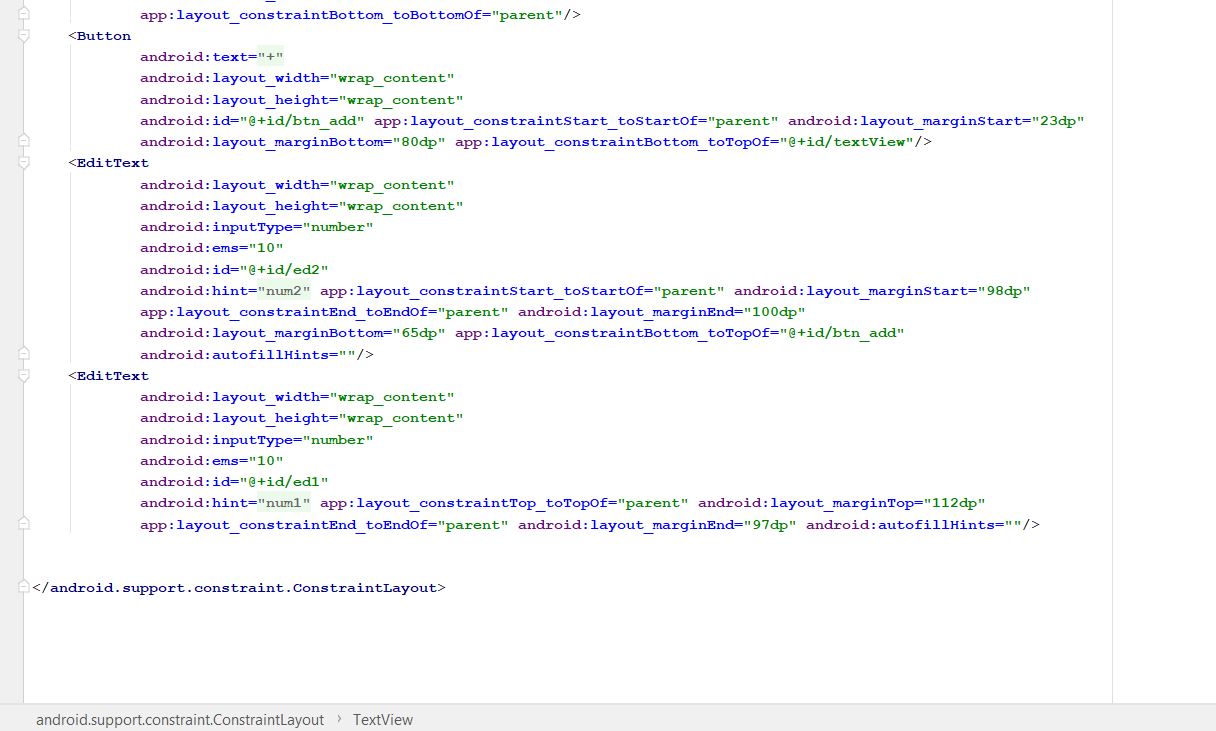 app:layout_constraintBottom_toBottomOf="parent"/>
<Button
android:text="+"
android:layout_width="wrap_content"
android:layout_height="wrap_content"
android:id="@+id/btn_add" app:layout_constraintStart_toStartOf="parent" android:layout_marginStart="23dp"
android:layout_marginBottom="80dp" app:layout_constraintBottom_toTopOf="@+id/textView"/>
<EditText
android:layout_width="wrap_content"
android:layout_height="wrap_content"
android:inputType="number"
android:ems="10"
android:id="@+id/ed2"
android:hint="num2" app:layout_constraintStart_toStartOf="parent" android:layout_marginStart="98dp"
app:layout_constraintEnd_toEndOf="parent" android:layout_marginEnd="100dp"
android:layout_marginBottom="65dp" app:layout_constraintBottom_toTopOf="@+id/btn_add"
android:autofillHints=""/>
<EditText
android:layout_width="wrap_content"
android:layout_height="wrap_content"
android:inputType="number"
android:ems="10"
android:id="@+id/ed1"
android:hint="num1" app:layout_constraintTop_toTopOf="parent" android:layout_marginTop="112dp"
app:layout_constraintEnd_toEndOf="parent" android:layout_marginEnd="97dp" android:autofillHints=""/>
</android.support.constraint.ConstraintLayout>
android.support.constraint.ConstraintLayout › TextView